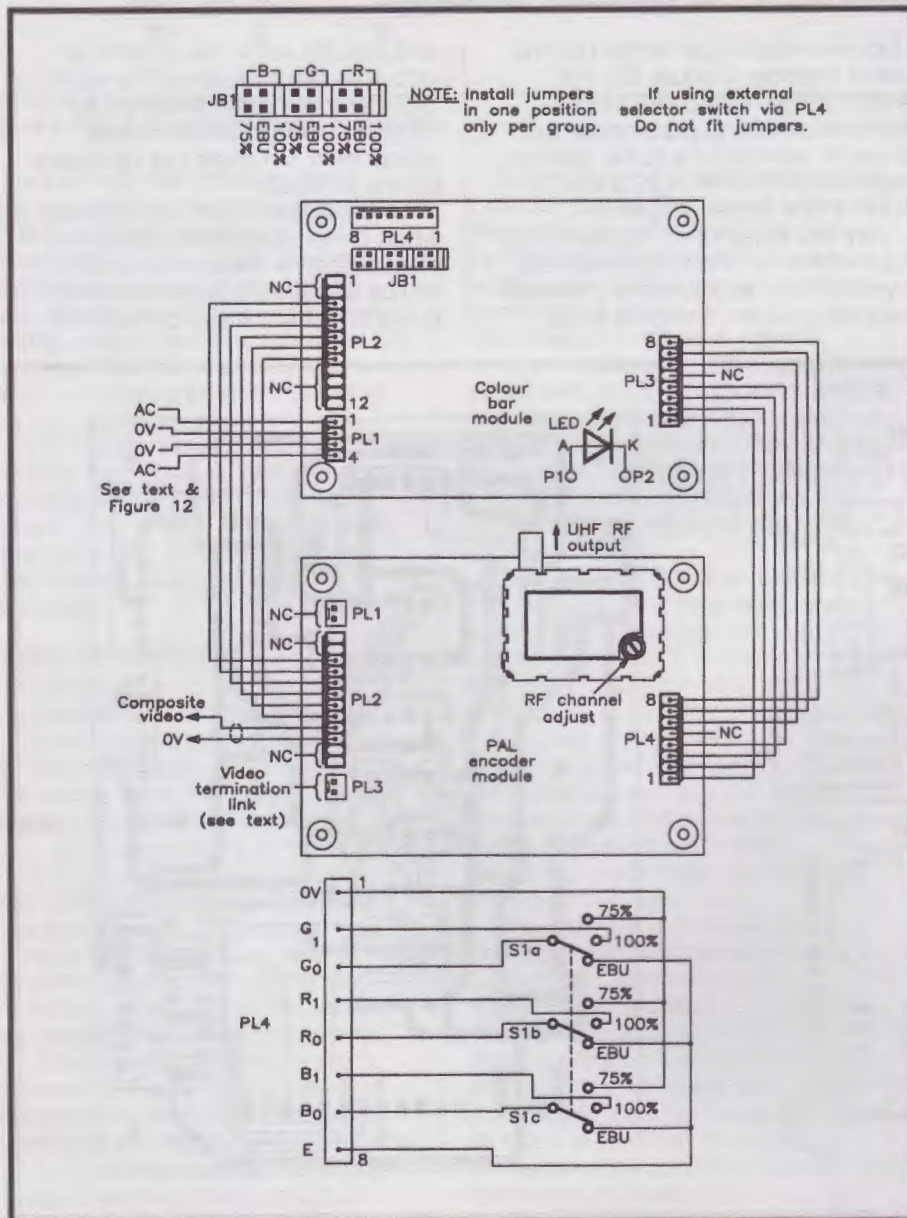 B G R
JB1
75% EBU 100% 75% EBU 100% 75% EBU 100%
NOTE: Install jumpers
in one position
only per group.
If using external
selector switch via PL4
Do not fit jumpers.
8 PL4 1
JB1
NC
1
PL2
NC
12
AC
0V
0V
AC
1
PL1
4
See text &
Figure 12
Colour
bar
module
LED
A K
P1 P2
8
PL3
NC
1
UHF RF
output
NC
PL1
NC
PL2
Composite
video
0V
NC
Video
termination
link
(see text)
PL3
RF channel
adjust
PAL
encoder
module
8
PL4
NC
1
PL4
0V 1
G1
G0
R1
R0
B1
B0
E 8
75%
S1a 100%
EBU
75%
S1b 100%
EBU
75%
S1c 100%
EBU